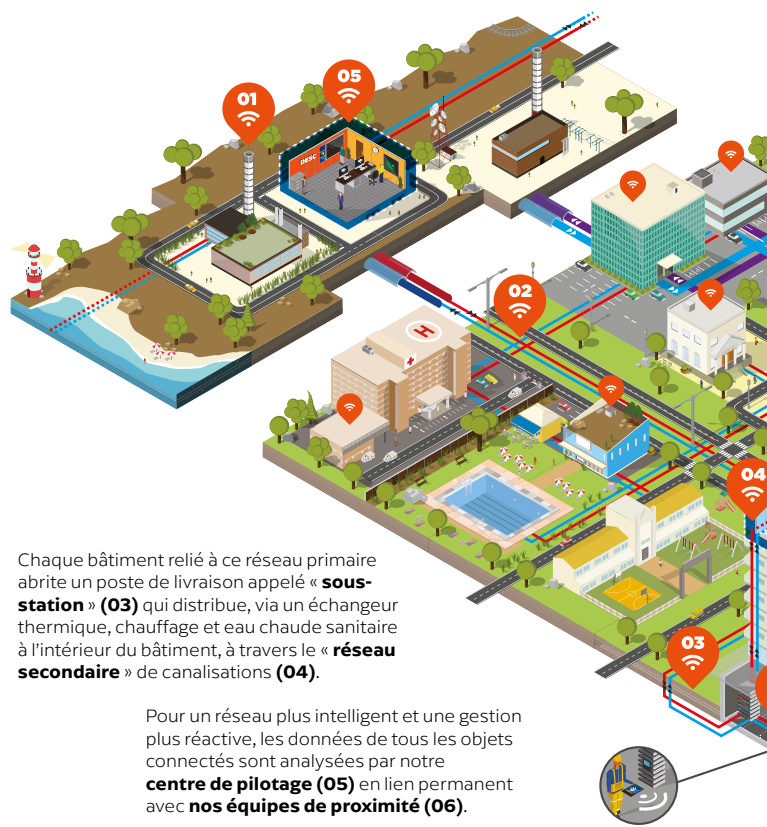 05
01
DESC
H
02
04
Chaque bâtiment relié à ce réseau primaire
abrite un poste de livraison appelé « sous-
station » (03) qui distribue, via un échangeur
thermique, chauffage et eau chaude sanitaire
à l’intérieur du bâtiment, à travers le « réseau
secondaire » de canalisations (04).
03
Pour un réseau plus intelligent et une gestion
plus réactive, les données de tous les objets
connectés sont analysées par notre
centre de pilotage (05) en lien permanent
avec nos équipes de proximité (06).